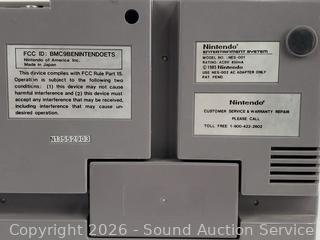 FCC ID: BMC9BENINTENDOETS
Nintendo of America Inc.
Made in Japan
This device complies with FCC Rule Part 15.
Operation is subject to the following two
conditions: (1) this device may not cause
harmful interference and (2) this device must
accept any interference that may be received,
including interference that may cause un-
desired operation.
N13552903
Nintendo
ENTERTAINMENT SYSTEM
MODEL NO.: NES-001
RATING: AC9V 850mA
©1985 Nintendo
USE NES-002 AC ADAPTER ONLY
PAT. PEND.
Nintendo®
CUSTOMER SERVICE & WARRANTY REPAIR
PLEASE CALL
TOLL FREE 1-800-422-2602
Copyright 2026 - Sound Auction Service